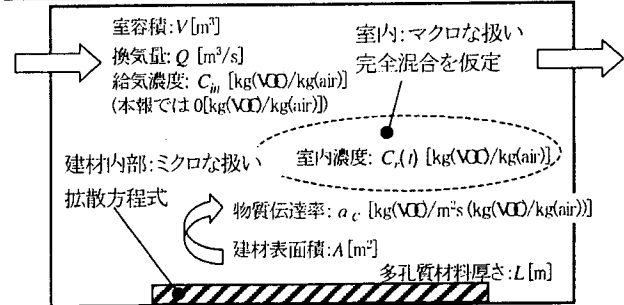 室容積:V[m³]
換気量: Q [m³/s]
給気濃度: Cin [kg(VOC)/kg(air)]
(本報では 0[kg(VOC)/kg(air)])
室内:マクロな扱い
完全混合を仮定
建材内部:ミクロな扱い
拡散方程式
室内濃度: Cr(t) [kg(VOC)/kg(air)]
物質伝達率: αC [kg(VOC)/m²s (kg(VOC)/kg(air))]
建材表面積:A[m²]
多孔質材料厚さ:L[m]